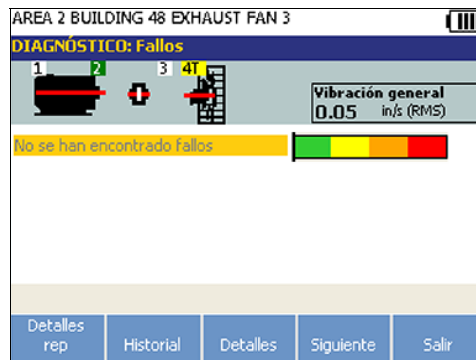 AREA 2 BUILDING 48 EXHAUST FAN 3
DIAGNÓSTICO: Fallos
1 2 3 4T
Vibración general
0.05 in/s (RMS)
No se han encontrado fallos
Detalles rep
Historial
Detalles
Siguiente
Salir